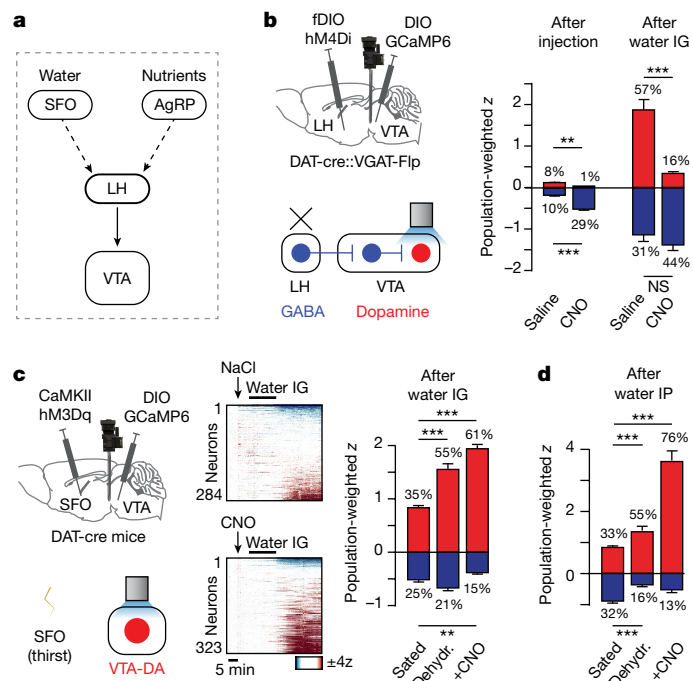 a
Water
Nutrients
SFO
AgRP
LH
VTA
b
fDIO
hM4Di
DIO
GCaMP6
LH
VTA
DAT-cre::VGAT-Flp
LH
VTA
GABA
Dopamine
After
injection
After
water IG
Population-weighted z
2
1
0
−1
−2
**
8%
1%
10%
29%
***
***
57%
16%
31%
44%
NS
Saline
CNO
Saline
CNO
c
CaMKII
hM3Dq
DIO
GCaMP6
SFO
VTA
DAT-cre mice
SFO
(thirst)
VTA-DA
NaCl
Water IG
1
Neurons
284
CNO
Water IG
1
Neurons
323
5 min
±4z
After
water IG
Population-weighted z
2
1
0
−1
***
***
35%
55%
61%
25%
21%
15%
**
Sated
Dehydr.
+CNO
d
After
water IP
Population-weighted z
4
2
0
***
***
33%
55%
76%
32%
16%
13%
***
Sated
Dehydr.
+CNO